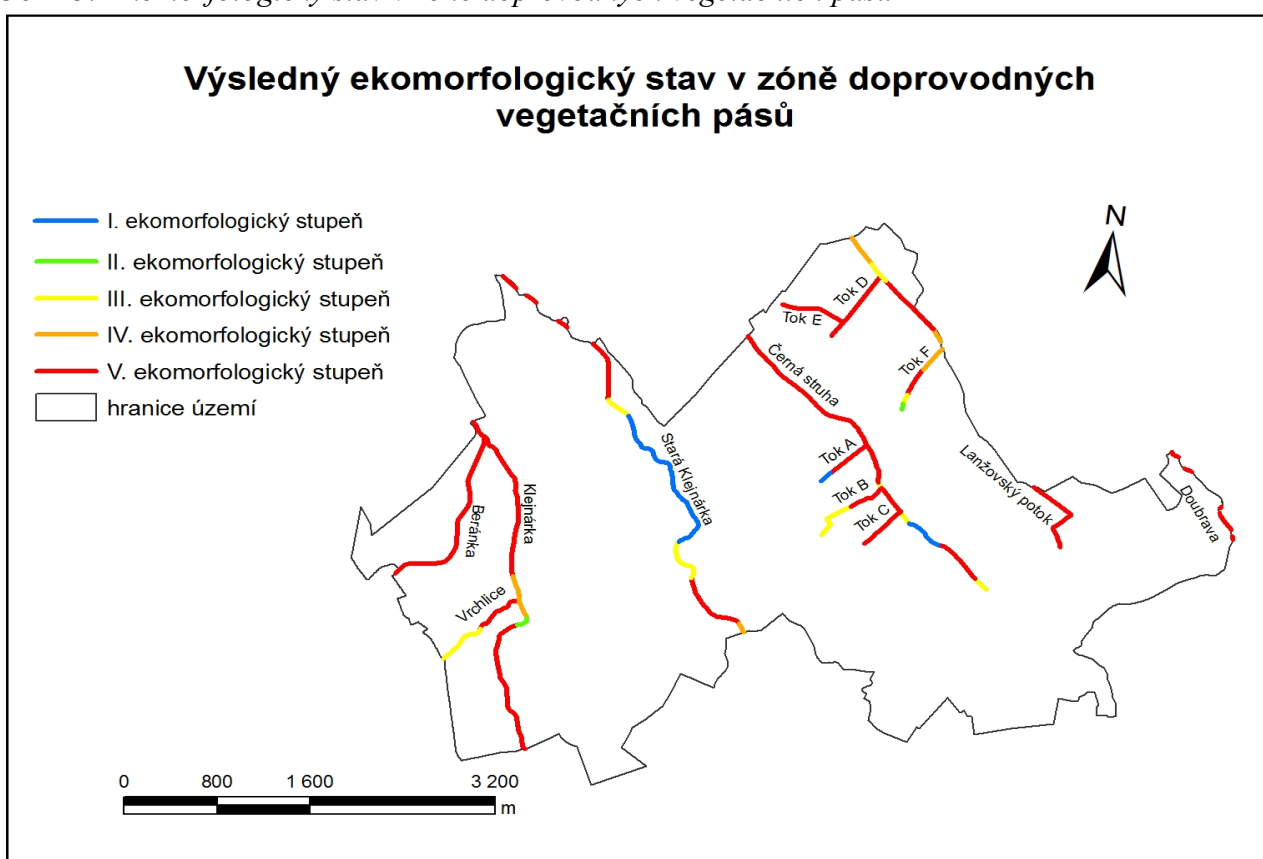 Výsledný ekomorfologický stav v zóně doprovodných
vegetačních pásů
I. ekomorfologický stupeň
II. ekomorfologický stupeň
III. ekomorfologický stupeň
IV. ekomorfologický stupeň
V. ekomorfologický stupeň
hranice území
N
Tok D
Tok E
Tok F
Černá struha
Stará Klejnárka
Tok A
Lanžovský potok
Tok B
Doubrava
Tok C
Klejnárka
Beránka
Vrchlice
0 800 1 600 3 200
m